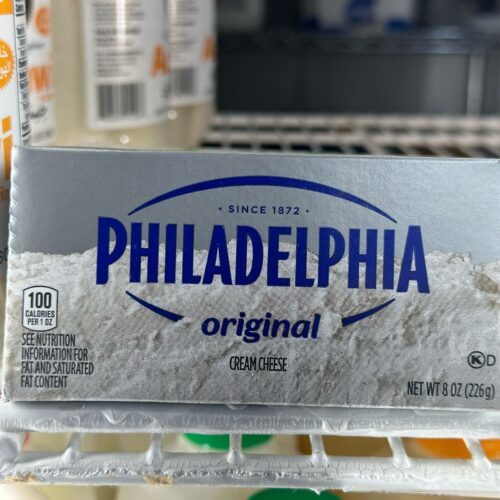 • SINCE 1872 •
PHILADELPHIA
original
CREAM CHEESE
100
CALORIES
PER 1 OZ
SEE NUTRITION
INFORMATION FOR
FAT AND SATURATED
FAT CONTENT
K D
NET WT 8 OZ (226g)